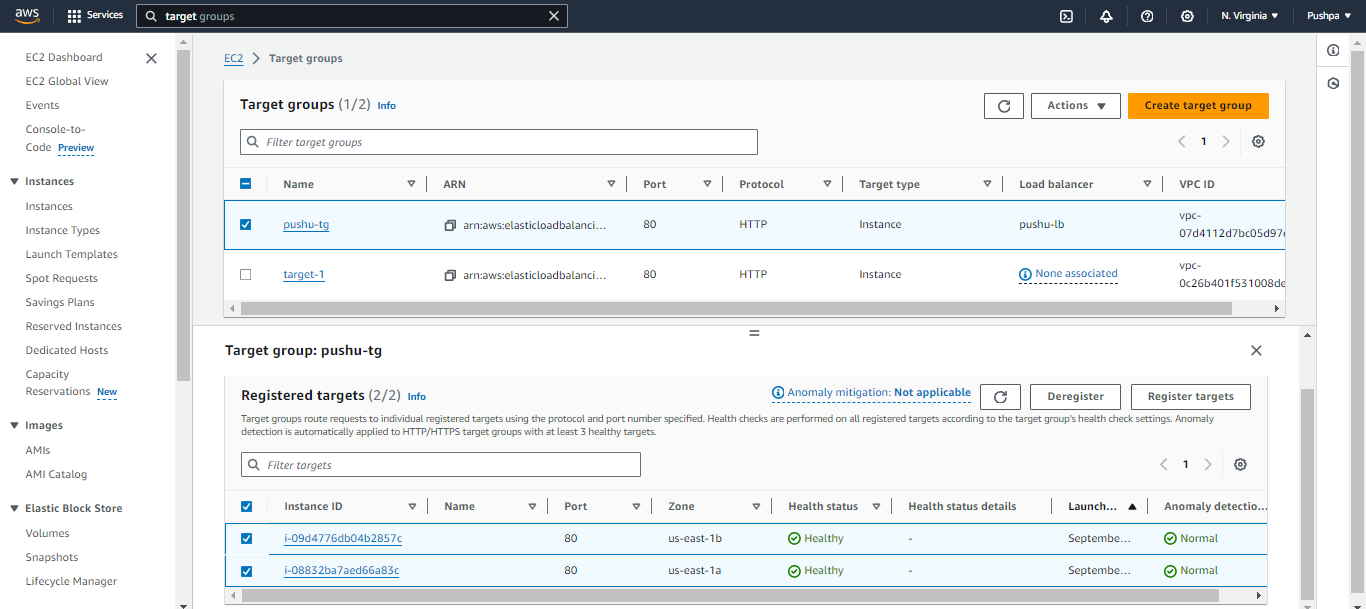 aws
Services
target groups
N. Virginia
Pushpa
EC2 Dashboard
EC2 Global View
Events
Console-to-
Code Preview
Instances
Instances
Instance Types
Launch Templates
Spot Requests
Savings Plans
Reserved Instances
Dedicated Hosts
Capacity
Reservations New
Images
AMIs
AMI Catalog
Elastic Block Store
Volumes
Snapshots
Lifecycle Manager
EC2 > Target groups
Target groups (1/2) Info
Actions
Create target group
Filter target groups
1
Name ARN Port Protocol Target type Load balancer VPC ID
pushu-tg arn:aws:elasticloadbalanci... 80 HTTP Instance pushu-lb vpc-
07d4112d7bc05d97
target-1 arn:aws:elasticloadbalanci... 80 HTTP Instance None associated vpc-
0c26b401f531008de
Target group: pushu-tg
Registered targets (2/2) Info
Anomaly mitigation: Not applicable
Deregister
Register targets
Target groups route requests to individual registered targets using the protocol and port number specified. Health checks are performed on all registered targets according to the target group's health check settings. Anomaly
detection is automatically applied to HTTP/HTTPS target groups with at least 3 healthy targets.
Filter targets
1
Instance ID Name Port Zone Health status Health status details Launch... Anomaly detectio...
i-09d4776db04b2857c 80 us-east-1b Healthy - Septembe... Normal
i-08832ba7aed66a83c 80 us-east-1a Healthy - Septembe... Normal